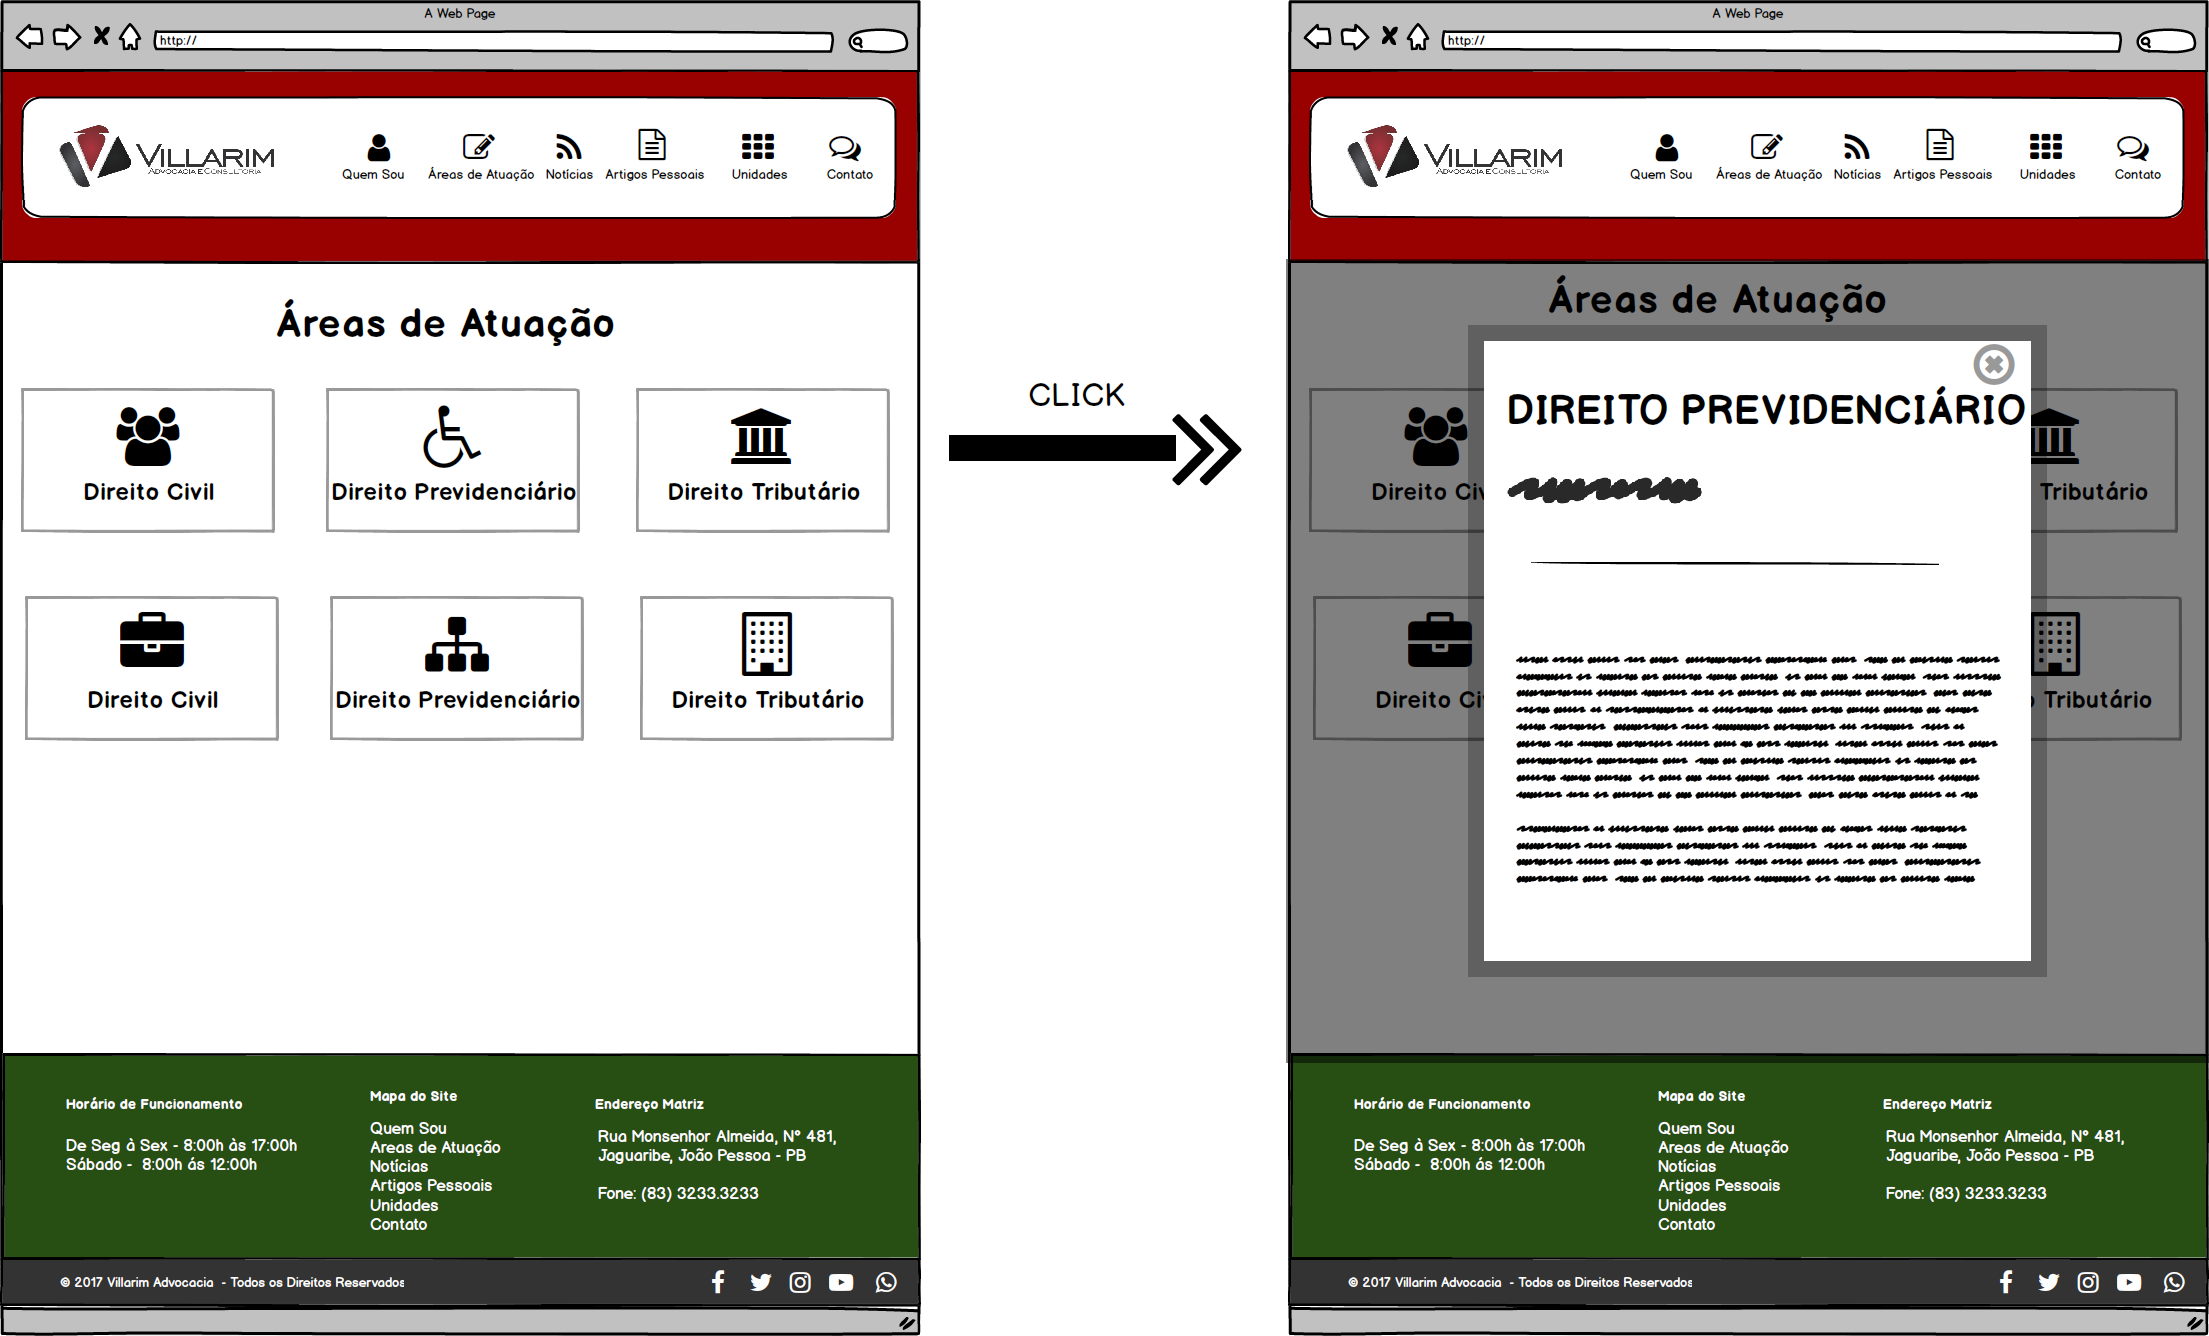 A Web Page
http://
VILLARIM
ADVOCACIA E CONSULTORIA
Quem Sou
Áreas de Atuação
Notícias
Artigos Pessoais
Unidades
Contato
Áreas de Atuação
Direito Civil
Direito Previdenciário
Direito Tributário
Direito Civil
Direito Previdenciário
Direito Tributário
Horário de Funcionamento
De Seg à Sex - 8:00h às 17:00h
Sábado - 8:00h ás 12:00h
Mapa do Site
Quem Sou
Areas de Atuação
Notícias
Artigos Pessoais
Unidades
Contato
Endereço Matriz
Rua Monsenhor Almeida, N° 481,
Jaguaribe, João Pessoa - PB
Fone: (83) 3233.3233
© 2017 Villarim Advocacia - Todos os Direitos Reservados
CLICK
A Web Page
http://
VILLARIM
ADVOCACIA E CONSULTORIA
Quem Sou
Áreas de Atuação
Notícias
Artigos Pessoais
Unidades
Contato
Áreas de Atuação
DIREITO PREVIDENCIÁRIO
Direito Civ
Tributário
Direito Ci
Tributário
Horário de Funcionamento
De Seg à Sex - 8:00h às 17:00h
Sábado - 8:00h ás 12:00h
Mapa do Site
Quem Sou
Areas de Atuação
Notícias
Artigos Pessoais
Unidades
Contato
Endereço Matriz
Rua Monsenhor Almeida, N° 481,
Jaguaribe, João Pessoa - PB
Fone: (83) 3233.3233
© 2017 Villarim Advocacia - Todos os Direitos Reservados